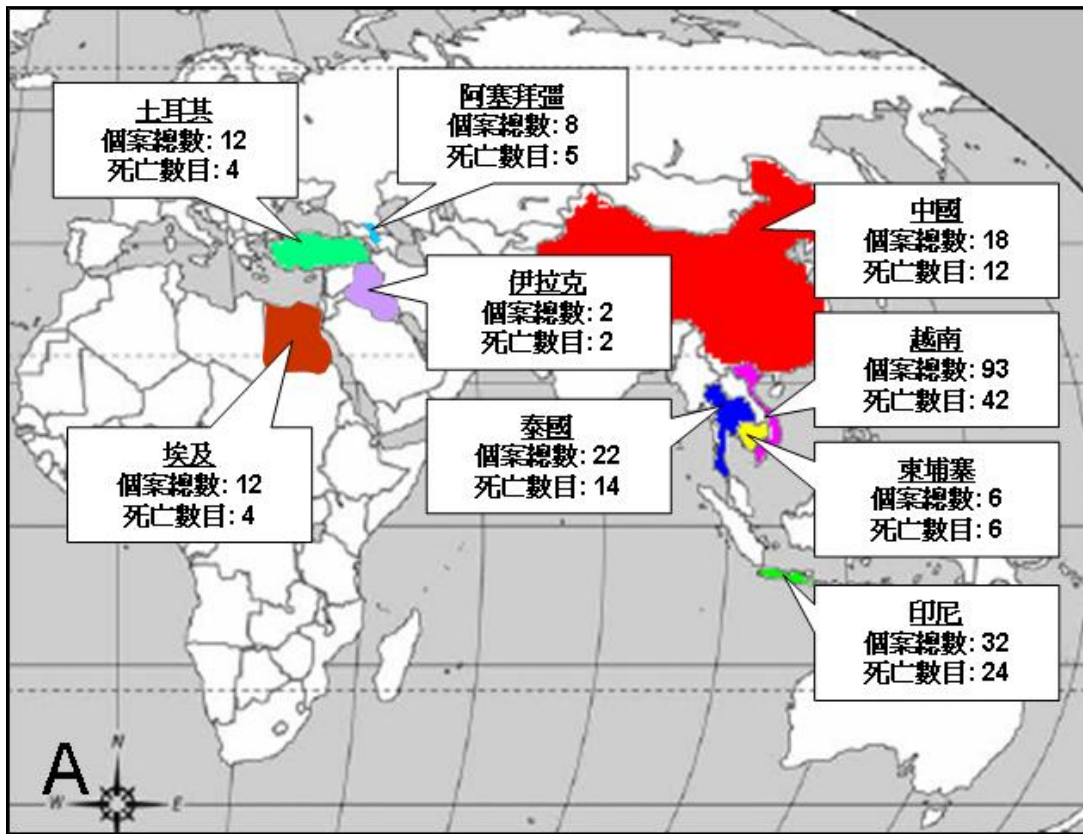 土耳其
個案總數: 12
死亡數目: 4
阿塞拜彊
個案總數: 8
死亡數目: 5
中國
個案總數: 18
死亡數目: 12
伊拉克
個案總數: 2
死亡數目: 2
越南
個案總數: 93
死亡數目: 42
泰國
個案總數: 22
死亡數目: 14
埃及
個案總數: 12
死亡數目: 4
柬埔塞
個案總數: 6
死亡數目: 6
印尼
個案總數: 32
死亡數目: 24
A
N
W
E